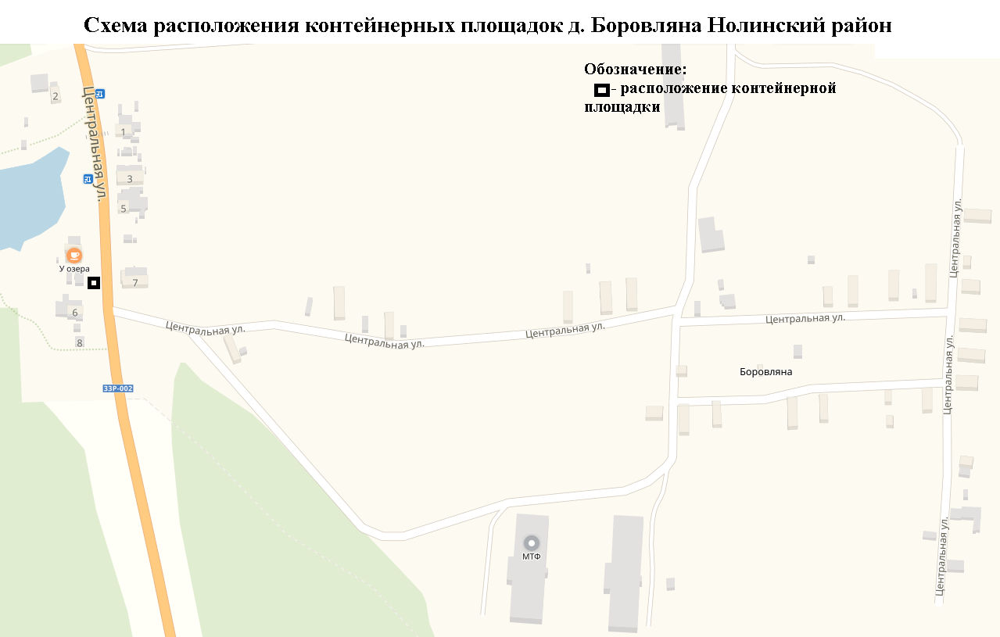 Схема расположения контейнерных площадок д. Боровляна Нолинский район
Обозначение:
- расположение контейнерной
площадки
2
Центральная ул.
1
3
5
У озера
7
6
8
33Р-002
Центральная ул.
Центральная ул.
Центральная ул.
Центральная ул.
Центральная ул.
Боровляна
Центральная ул.
Центральная ул.
МТФ